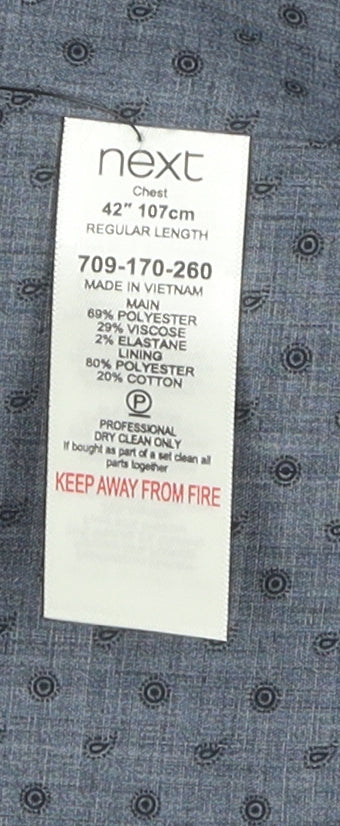 next
Chest
42" 107cm
REGULAR LENGTH
709-170-260
MADE IN VIETNAM
MAIN
69% POLYESTER
29% VISCOSE
2% ELASTANE
LINING
80% POLYESTER
20% COTTON
P
PROFESSIONAL
DRY CLEAN ONLY
If bought as part of a set clean all
parts together
KEEP AWAY FROM FIRE